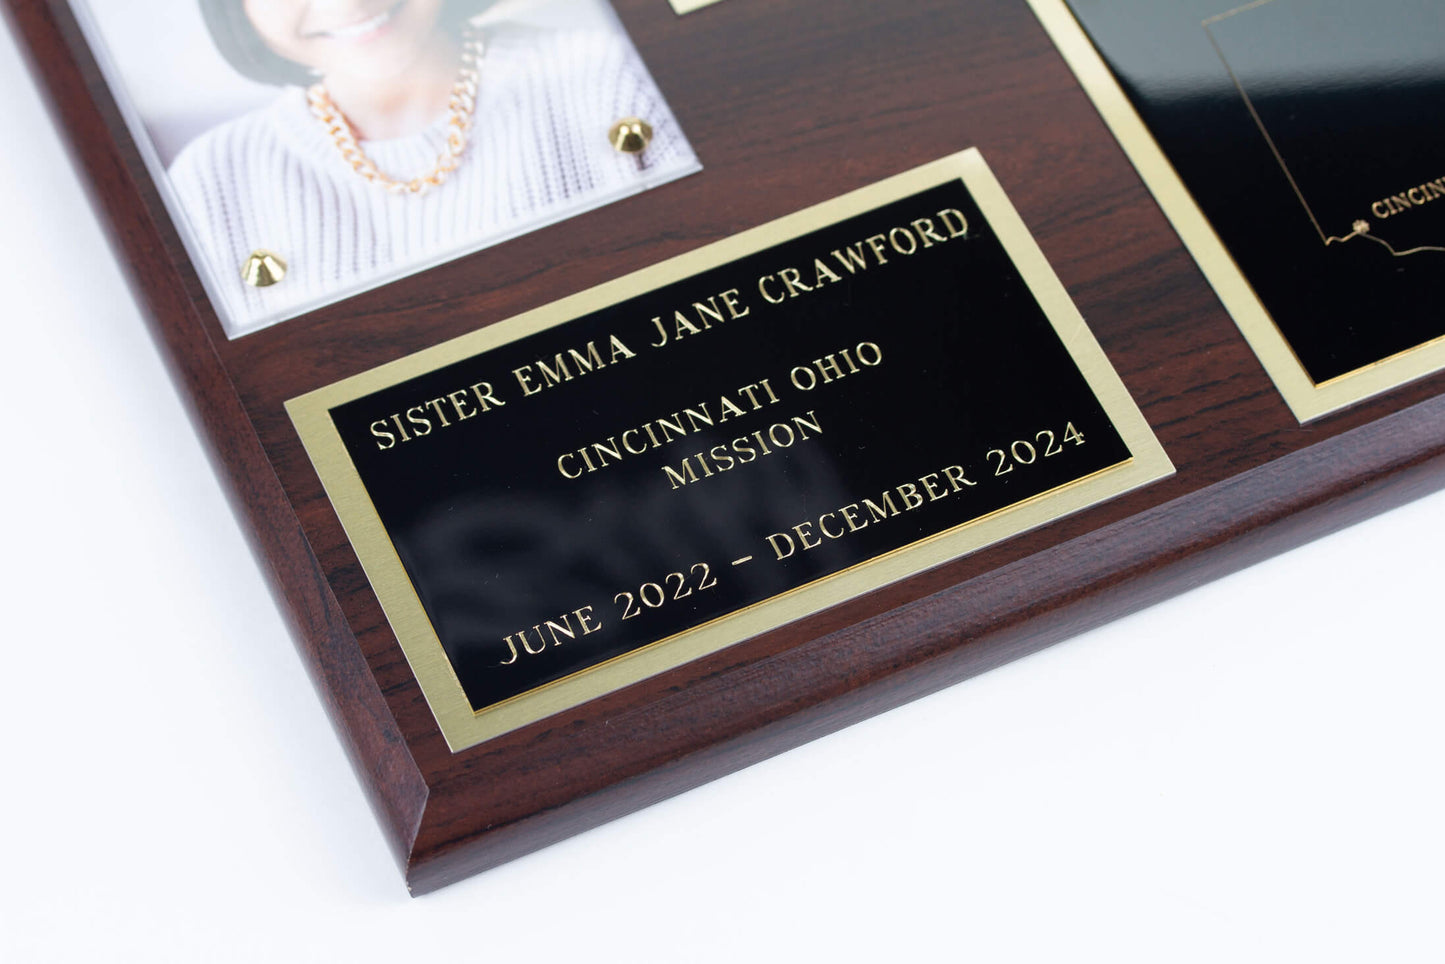 SISTER EMMA JANE CRAWFORD
CINCINNATI OHIO
MISSION
JUNE 2022 – DECEMBER 2024